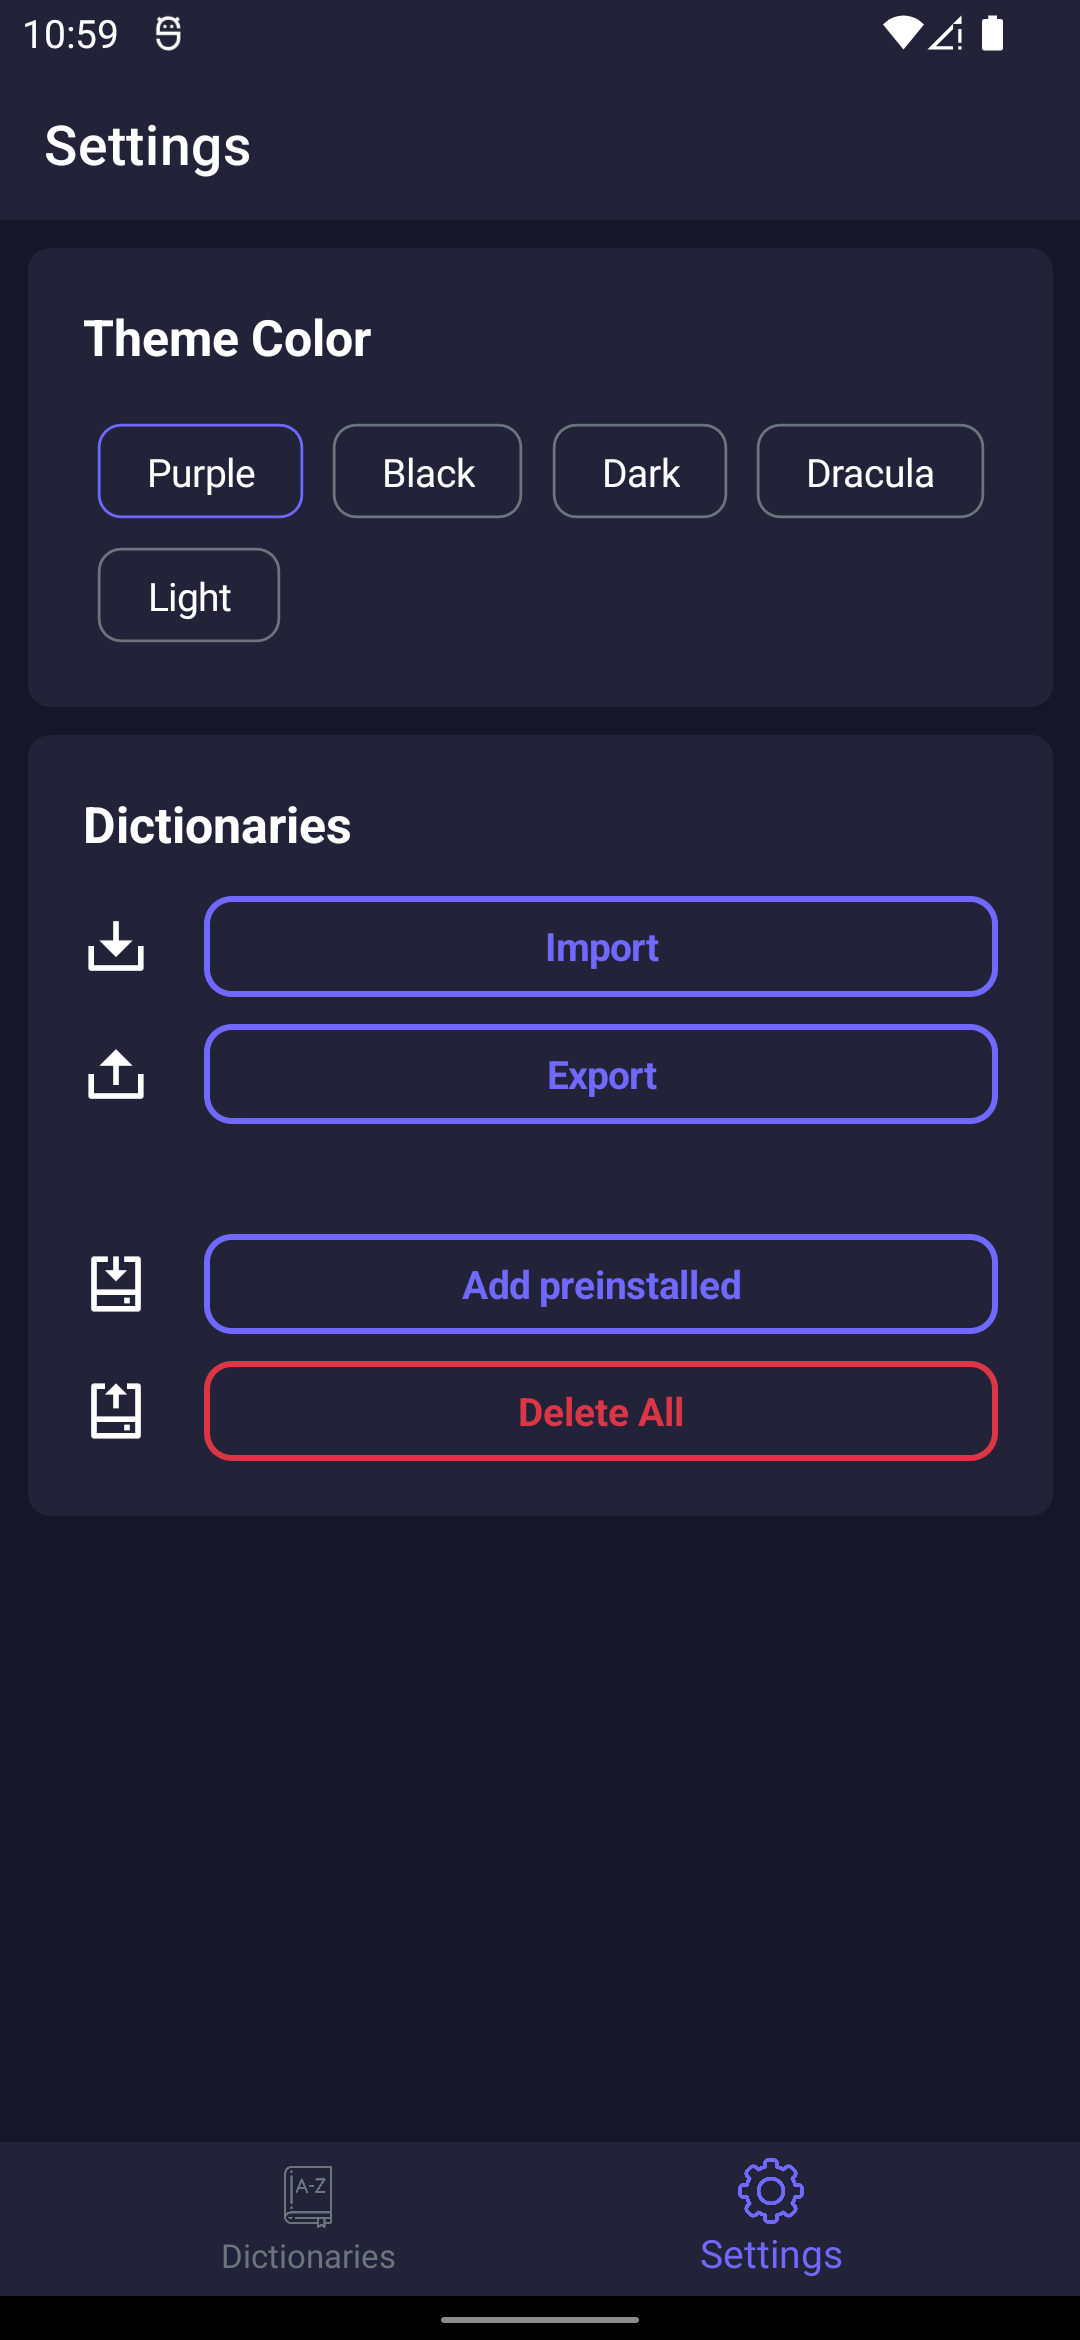 10:59
Settings
Theme Color
Purple Black Dark Dracula
Light
Dictionaries
Import
Export
Add preinstalled
Delete All
A-Z
Dictionaries Settings